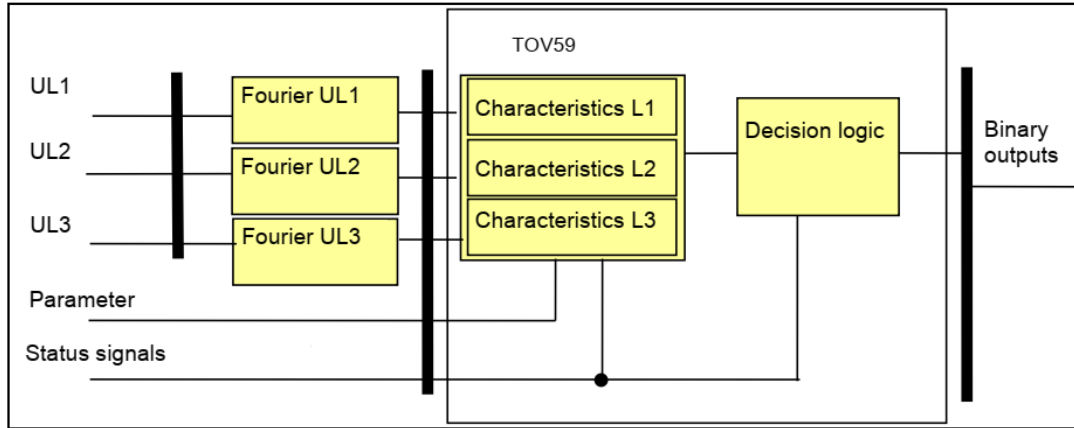 TOV59
UL1
Fourier UL1
Characteristics L1
Decision logic
Binary
outputs
UL2
Fourier UL2
Characteristics L2
UL3
Fourier UL3
Characteristics L3
Parameter
Status signals